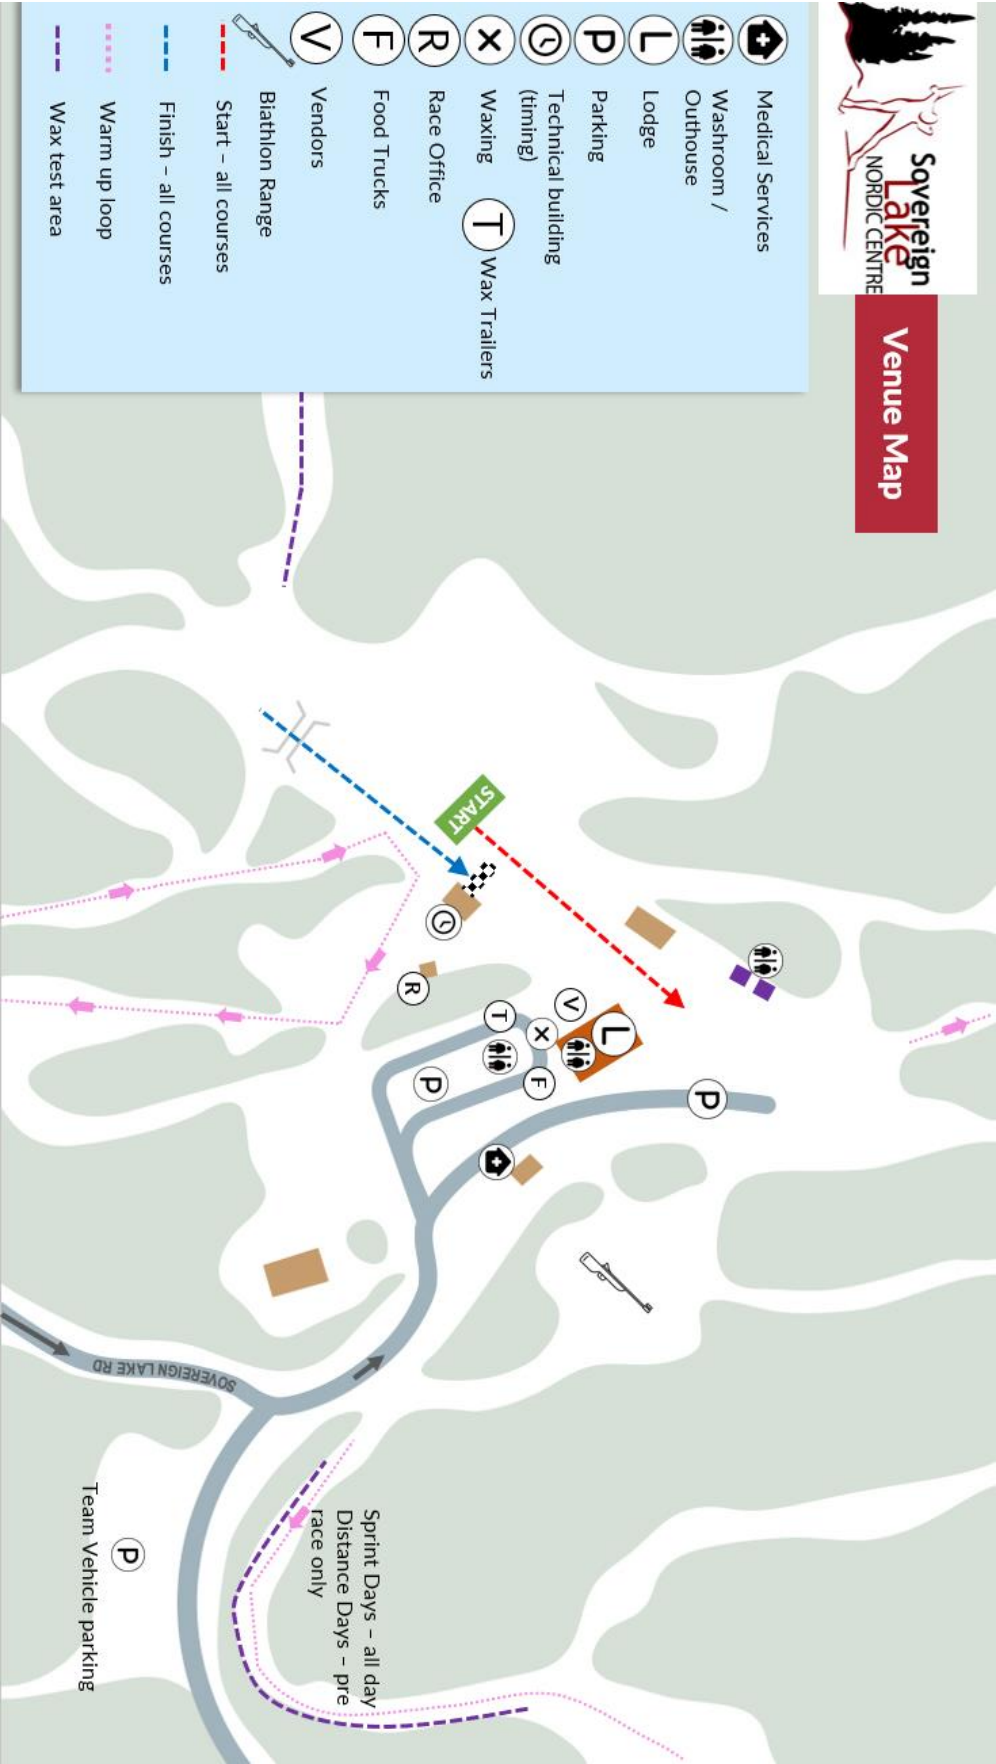 Sovereign
Lake
NORDIC CENTRE
Venue Map
Medical Services
Washroom /
Outhouse
L Lodge
P Parking
Technical building
(timing)
Waxing
T Wax Trailers
R Race Office
F Food Trucks
V Vendors
Biathlon Range
Start – all courses
Finish – all courses
Warm up loop
Wax test area
START
L
V
T
F
R
P
P
SOVEREIGN LAKE RD
Sprint Days – all day
Distance Days – pre
race only
P
Team Vehicle parking